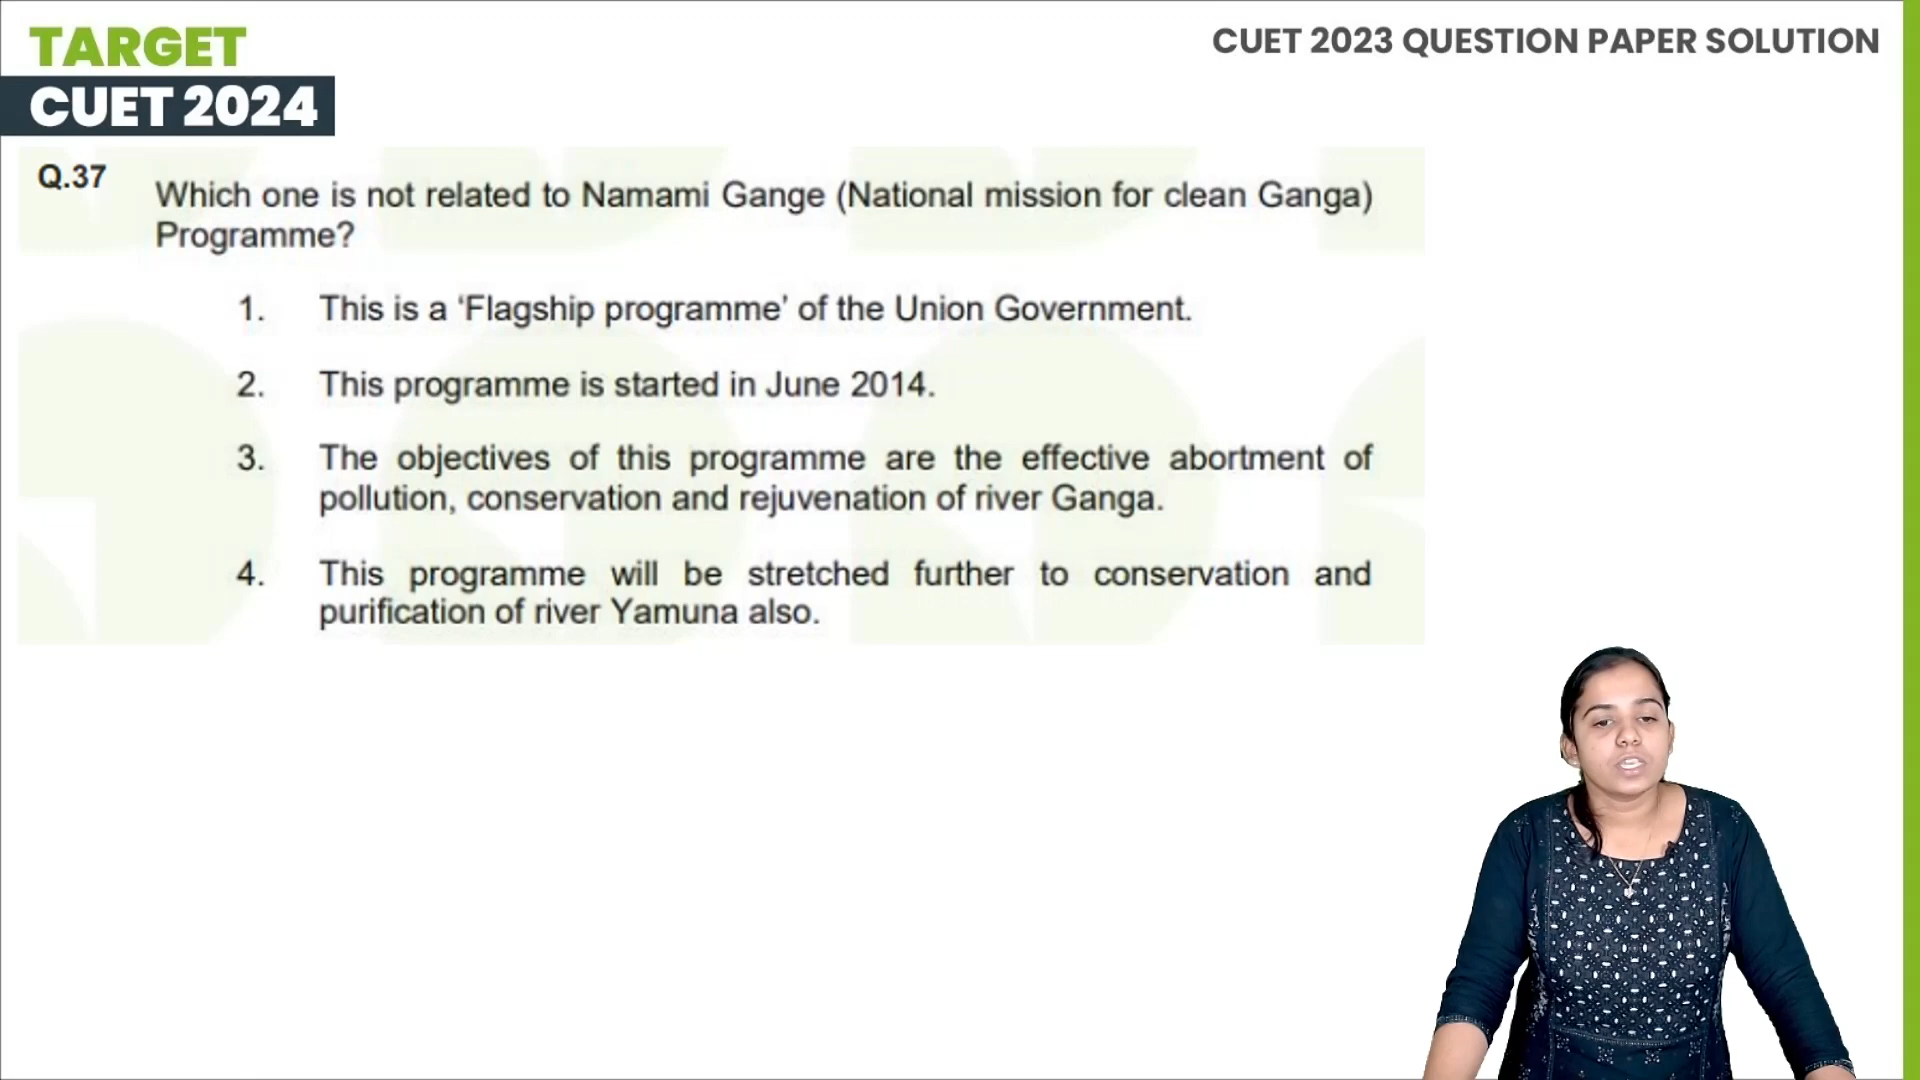 TARGET
CUET 2024
CUET 2023 QUESTION PAPER SOLUTION
Q.37
Which one is not related to Namami Gange (National mission for clean Ganga)
Programme?
1. This is a ‘Flagship programme’ of the Union Government.
2. This programme is started in June 2014.
3. The objectives of this programme are the effective abortment of
pollution, conservation and rejuvenation of river Ganga.
4. This programme will be stretched further to conservation and
purification of river Yamuna also.